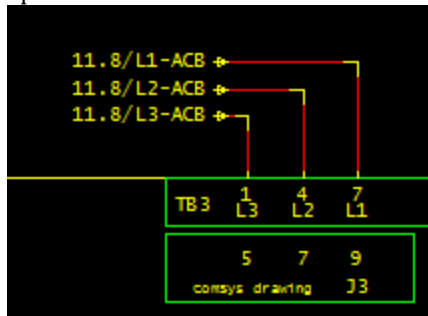 11.8/L1-ACB
11.8/L2-ACB
11.8/L3-ACB
TB3 1 4 7
L3 L2 L1
5 7 9
comsys drawing J3